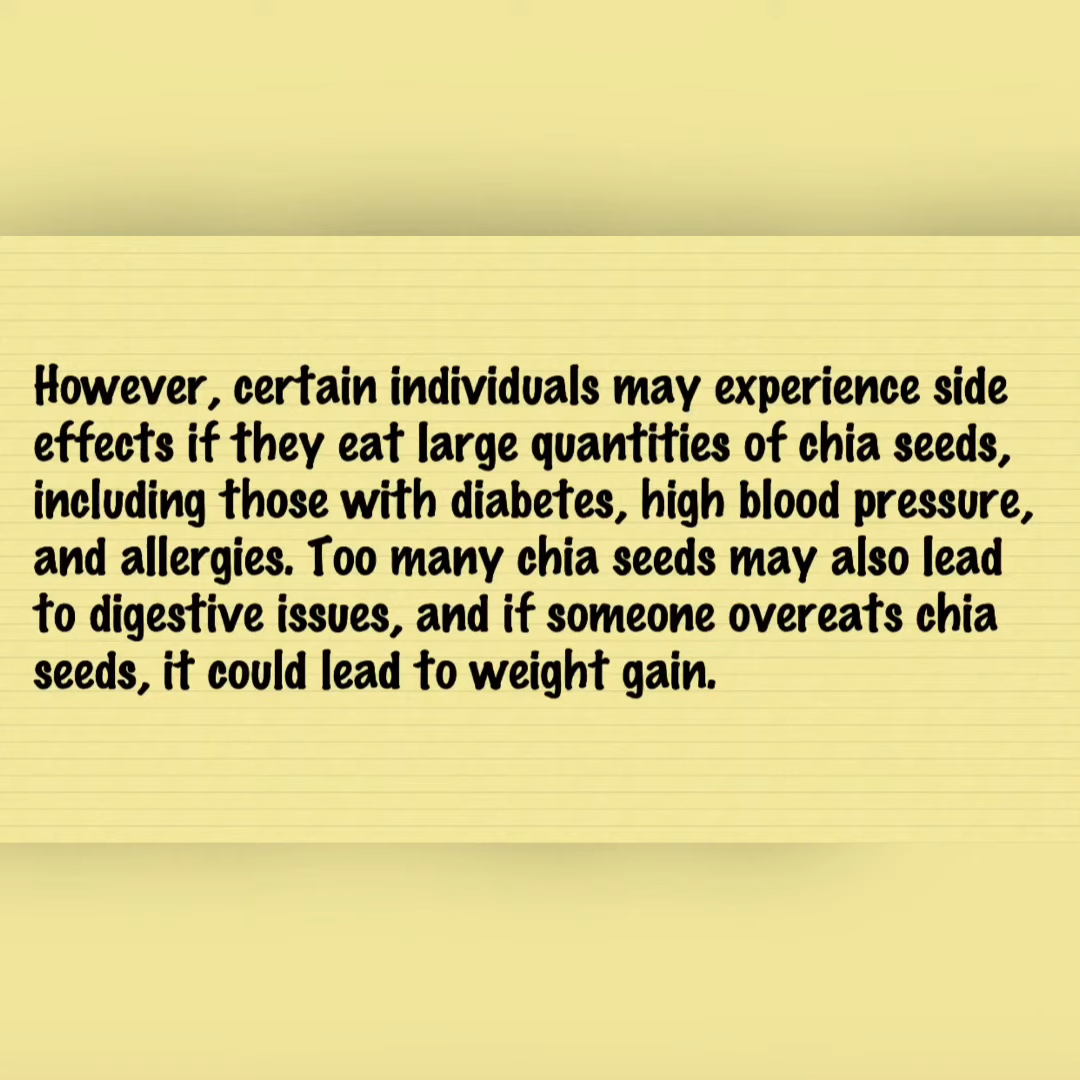 However, certain individuals may experience side
effects if they eat large quantities of chia seeds,
including those with diabetes, high blood pressure,
and allergies. Too many chia seeds may also lead
to digestive issues, and if someone overeats chia
seeds, it could lead to weight gain.